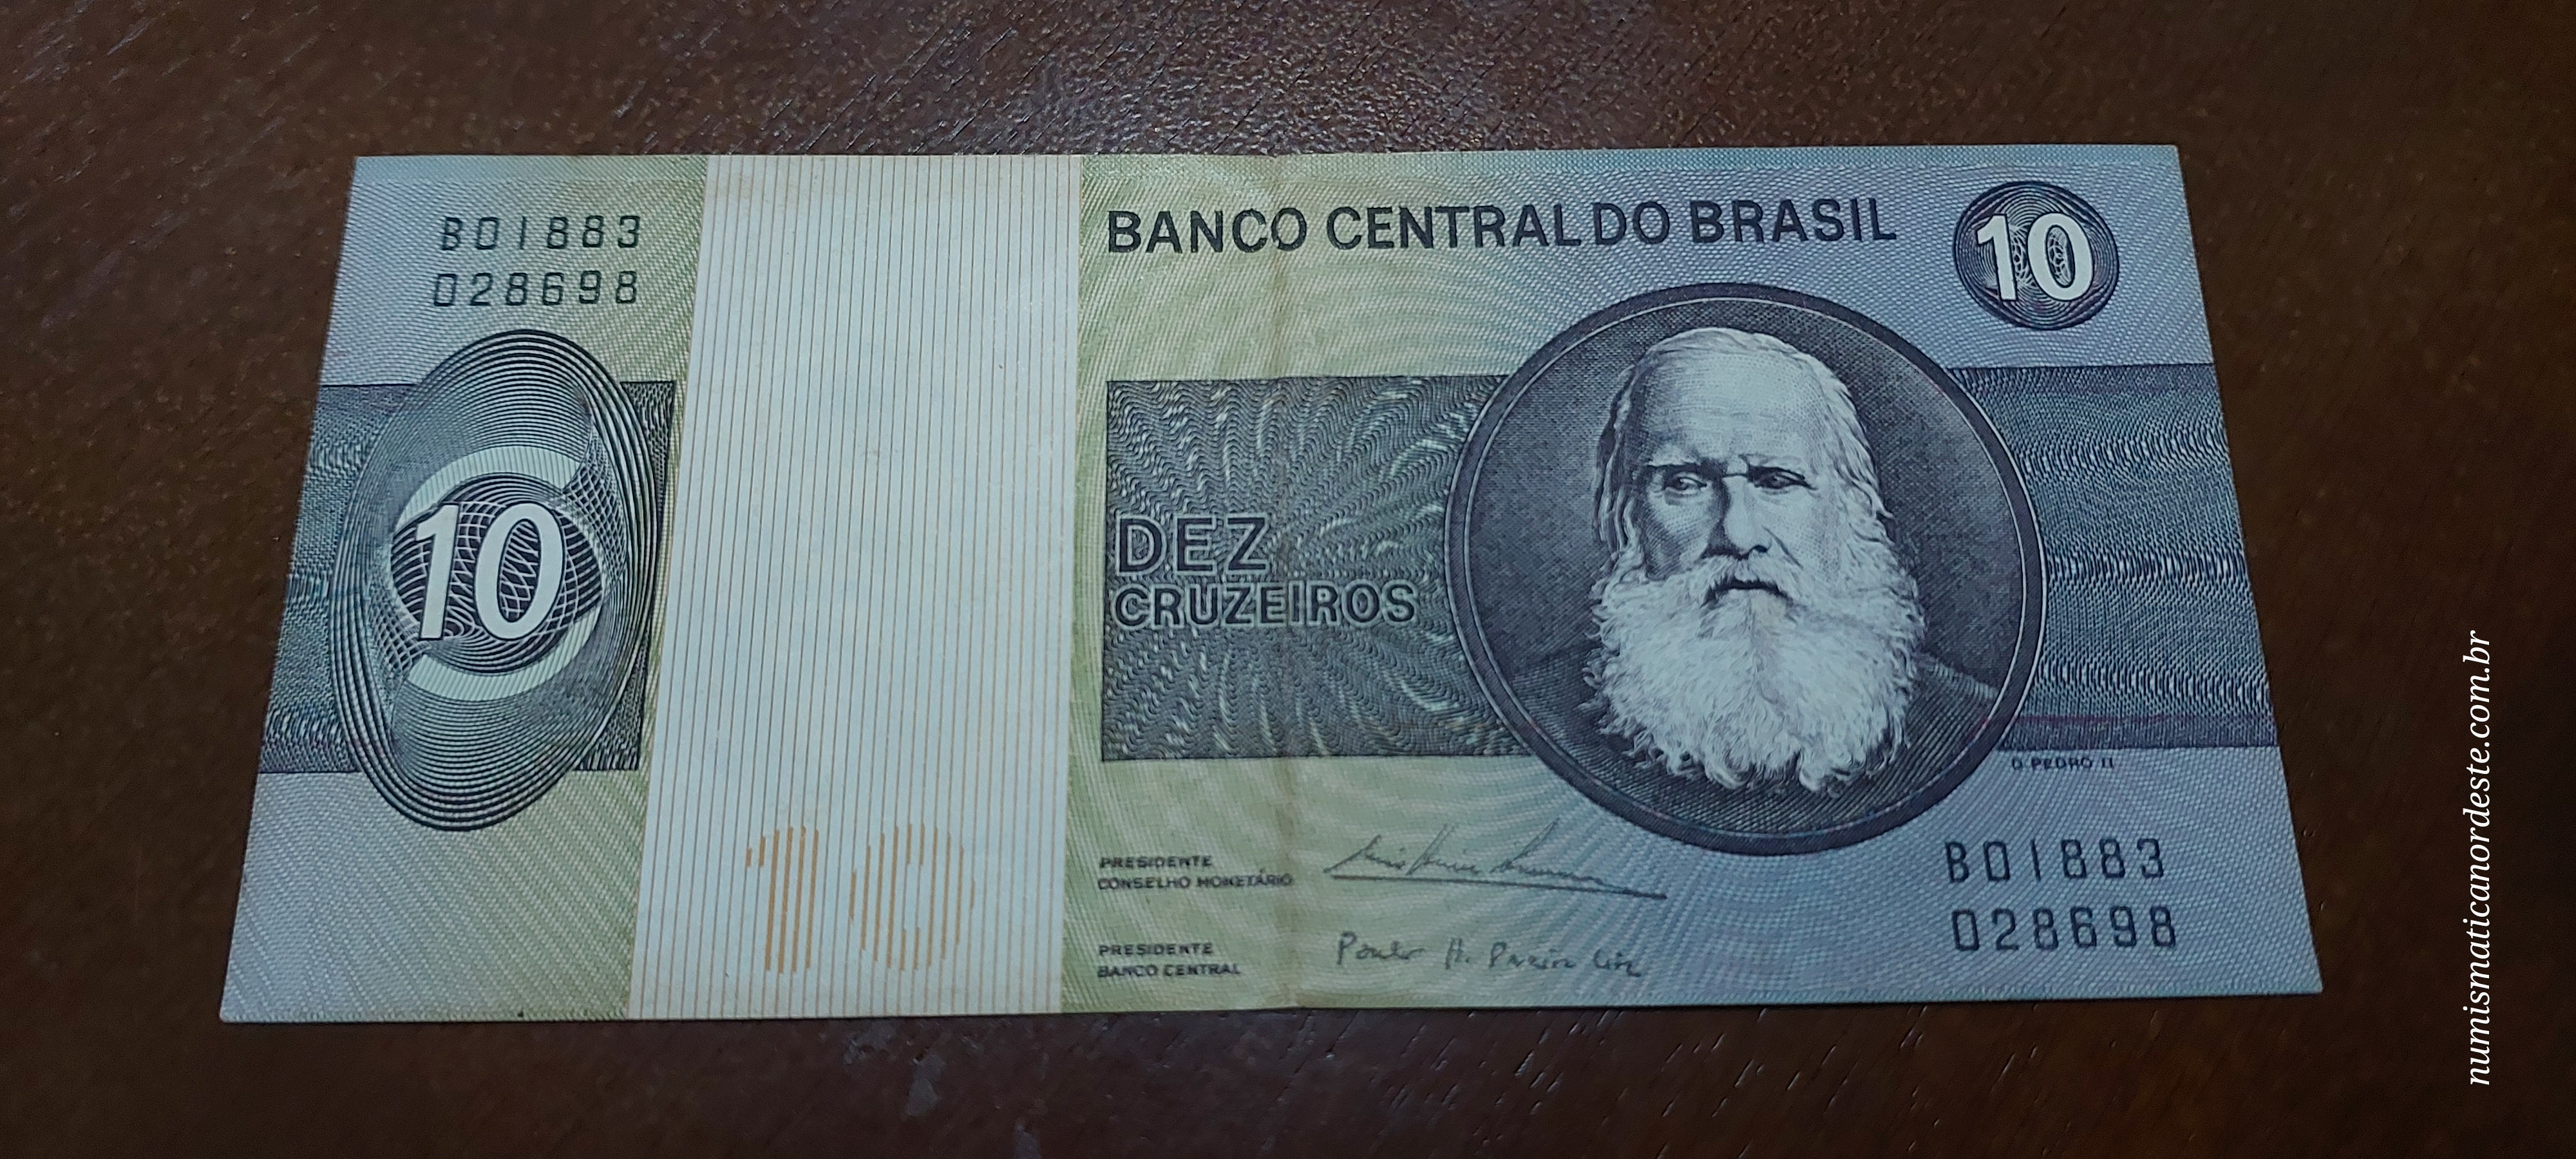 B01883
028698
BANCO CENTRAL DO BRASIL
10
10
DEZ
CRUZEIROS
D. PEDRO II
PRESIDENTE
CONSELHO MONETÁRIO
PRESIDENTE
BANCO CENTRAL
Paulo H. Pereira Lira
10
B01883
028698
numismaticanordeste.com.br